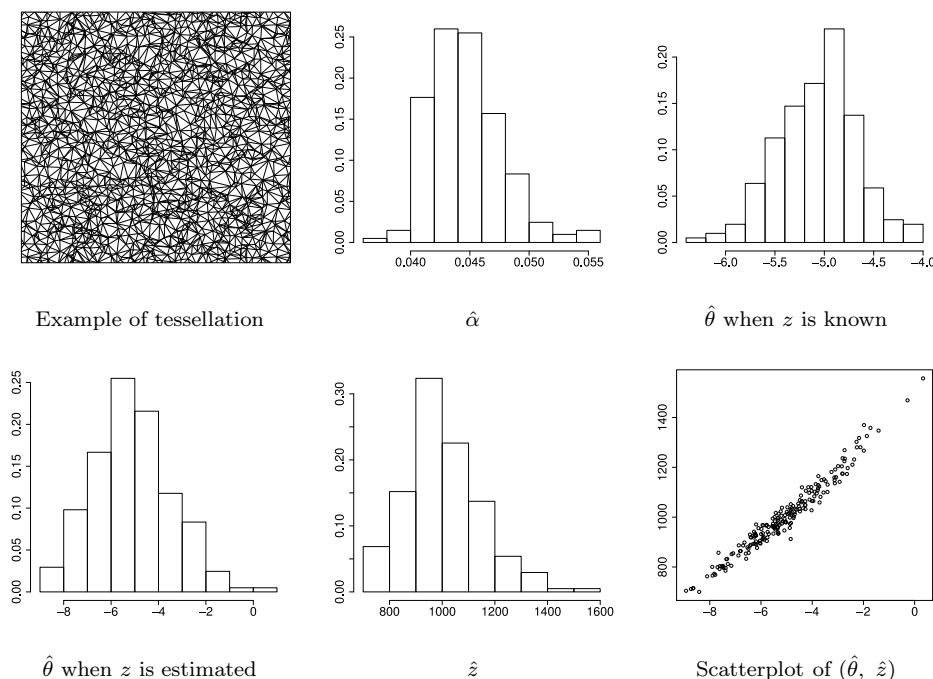 0.25
0.20
0.15
0.10
0.05
0.00
0.040 0.045 0.050 0.055
0.20
0.15
0.10
0.05
0.00
−6.0 −5.5 −5.0 −4.5 −4.0
Example of tessellation
α̂
θ̂ when z is known
0.25
0.20
0.15
0.10
0.05
0.00
−8 −6 −4 −2 0
0.30
0.20
0.10
0.00
800 1000 1200 1400 1600
1400
1200
1000
800
−8 −6 −4 −2 0
θ̂ when z is estimated
ẑ
Scatterplot of (θ̂, ẑ)